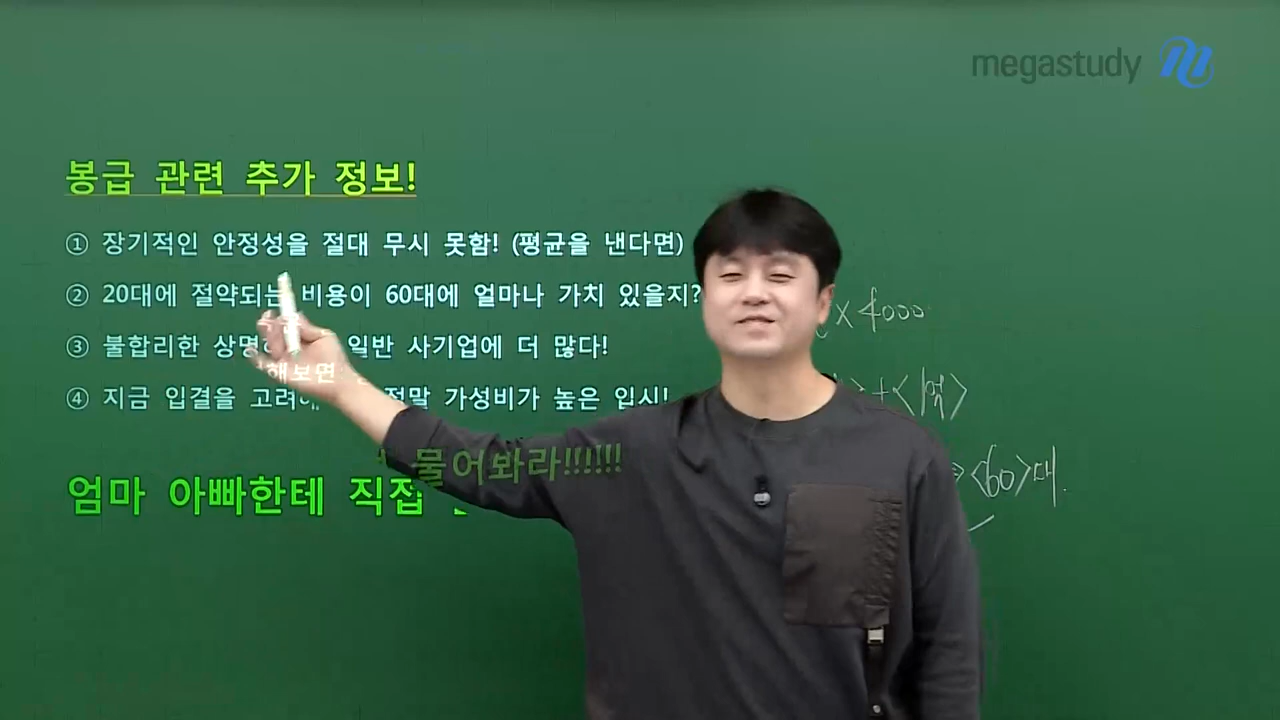 megastudy
봉급 관련 추가 정보!
① 장기적인 안정성을 절대 무시 못함! (평균을 낸다면)
② 20대에 절약되는 비용이 60대에 얼마나 가치 있을지?
③ 불합리한 상명 일반 사기업에 더 많다!
④ 지금 입결을 고려해보면 정말 가성비가 높은 입시!
엄마 아빠한테 직접 물어봐라!!!!!!
x 4000
+<1억>
<60>대.